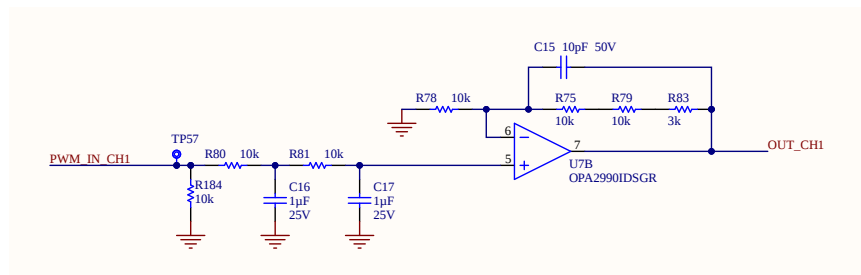 C15 10pF 50V
R78 10k
R75
R79
R83
10k
10k
3k
TP57
PWM_IN_CH1
R80 10k
R81 10k
6
5
7
OUT_CH1
U7B
OPA2990IDSGR
R184
10k
C16
1µF
25V
C17
1µF
25V